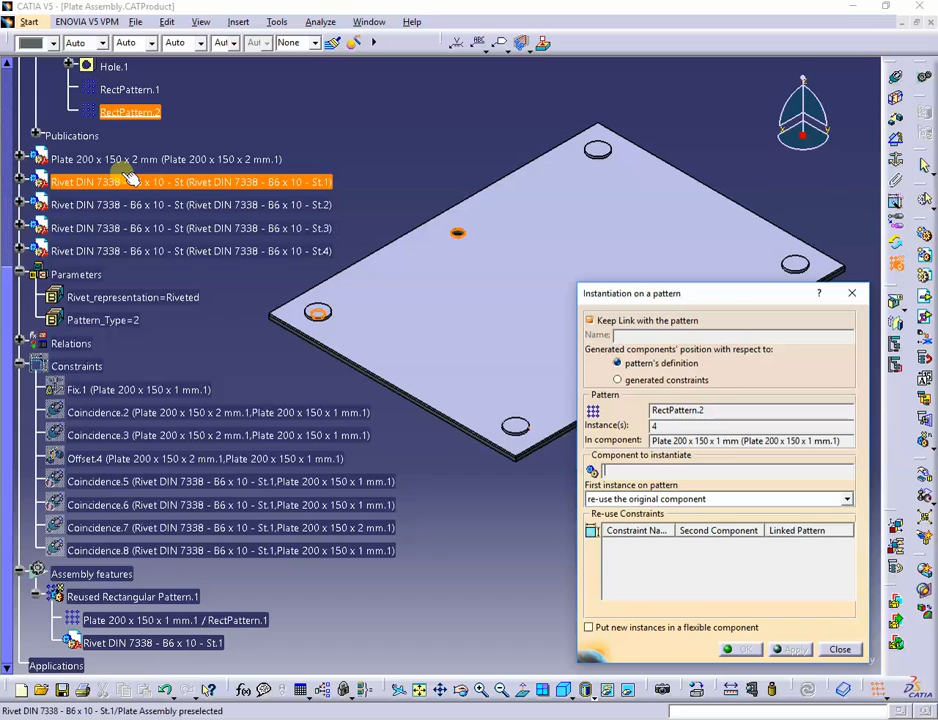 CATIA V5 - [Plate Assembly.CATProduct]
Start ENOVIA V5 VPM File Edit View Insert Tools Analyze Window Help
Auto Auto Auto Au Au None
ABC
Hole.1
RectPattern.1
RectPattern.2
Publications
Plate 200 x 150 x 2 mm (Plate 200 x 150 x 2 mm.1)
Rivet DIN 7338 - x 10 - St (Rivet DIN 7338 - B6 x 10 - St.1)
Rivet DIN 7338 - B6 x 10 - St (Rivet DIN 7338 - B6 x 10 - St.2)
Rivet DIN 7338 - B6 x 10 - St (Rivet DIN 7338 - B6 x 10 - St.3)
Rivet DIN 7338 - B6 x 10 - St (Rivet DIN 7338 - B6 x 10 - St.4)
Parameters
Rivet_representation=Riveted
Pattern_Type=2
Relations
Constraints
Fix.1 (Plate 200 x 150 x 1 mm.1)
Coincidence.2 (Plate 200 x 150 x 2 mm.1,Plate 200 x 150 x 1 mm.1)
Coincidence.3 (Plate 200 x 150 x 2 mm.1,Plate 200 x 150 x 1 mm.1)
Offset.4 (Plate 200 x 150 x 2 mm.1,Plate 200 x 150 x 1 mm.1)
Coincidence.5 (Rivet DIN 7338 - B6 x 10 - St.1,Plate 200 x 150 x 1 mm.1)
Coincidence.6 (Rivet DIN 7338 - B6 x 10 - St.1,Plate 200 x 150 x 1 mm.1)
Coincidence.7 (Rivet DIN 7338 - B6 x 10 - St.1,Plate 200 x 150 x 2 mm.1)
Coincidence.8 (Rivet DIN 7338 - B6 x 10 - St.1,Plate 200 x 150 x 1 mm.1)
Assembly features
Reused Rectangular Pattern.1
Plate 200 x 150 x 1 mm.1 / RectPattern.1
Rivet DIN 7338 - B6 x 10 - St.1
Applications
Instantiation on a pattern ?
Keep Link with the pattern
Name:
Generated components' position with respect to:
pattern's definition
generated constraints
Pattern
RectPattern.2
Instance(s): 4
In component: Plate 200 x 150 x 1 mm (Plate 200 x 150 x 1 mm.1)
Component to instantiate
First instance on pattern
re-use the original component
Re-use Constraints
Constraint Na... Second Component Linked Pattern
Put new instances in a flexible component
OK Apply Close
f(x)
Rivet DIN 7338 - B6 x 10 - St.1/Plate Assembly preselected